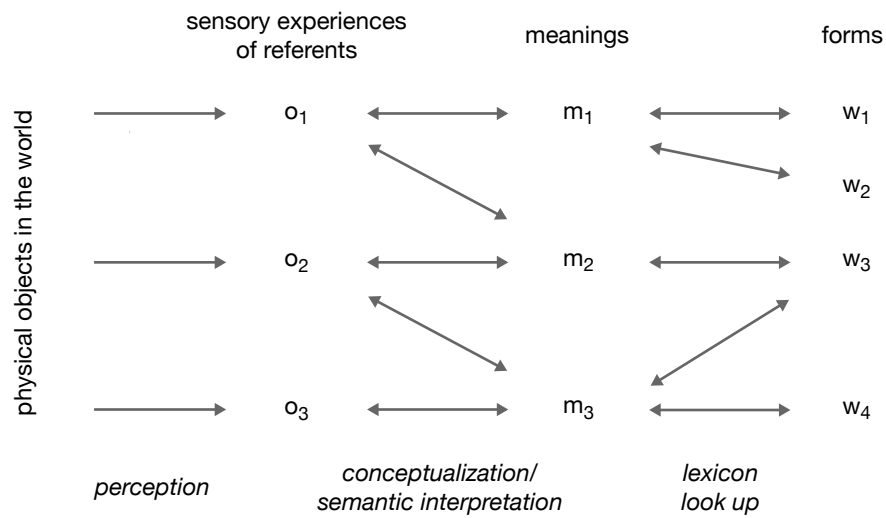 sensory experiences
of referents
meanings
forms
physical objects in the world
o₁
m₁
w₁
w₂
o₂
m₂
w₃
o₃
m₃
w₄
perception
conceptualization/
semantic interpretation
lexicon
look up